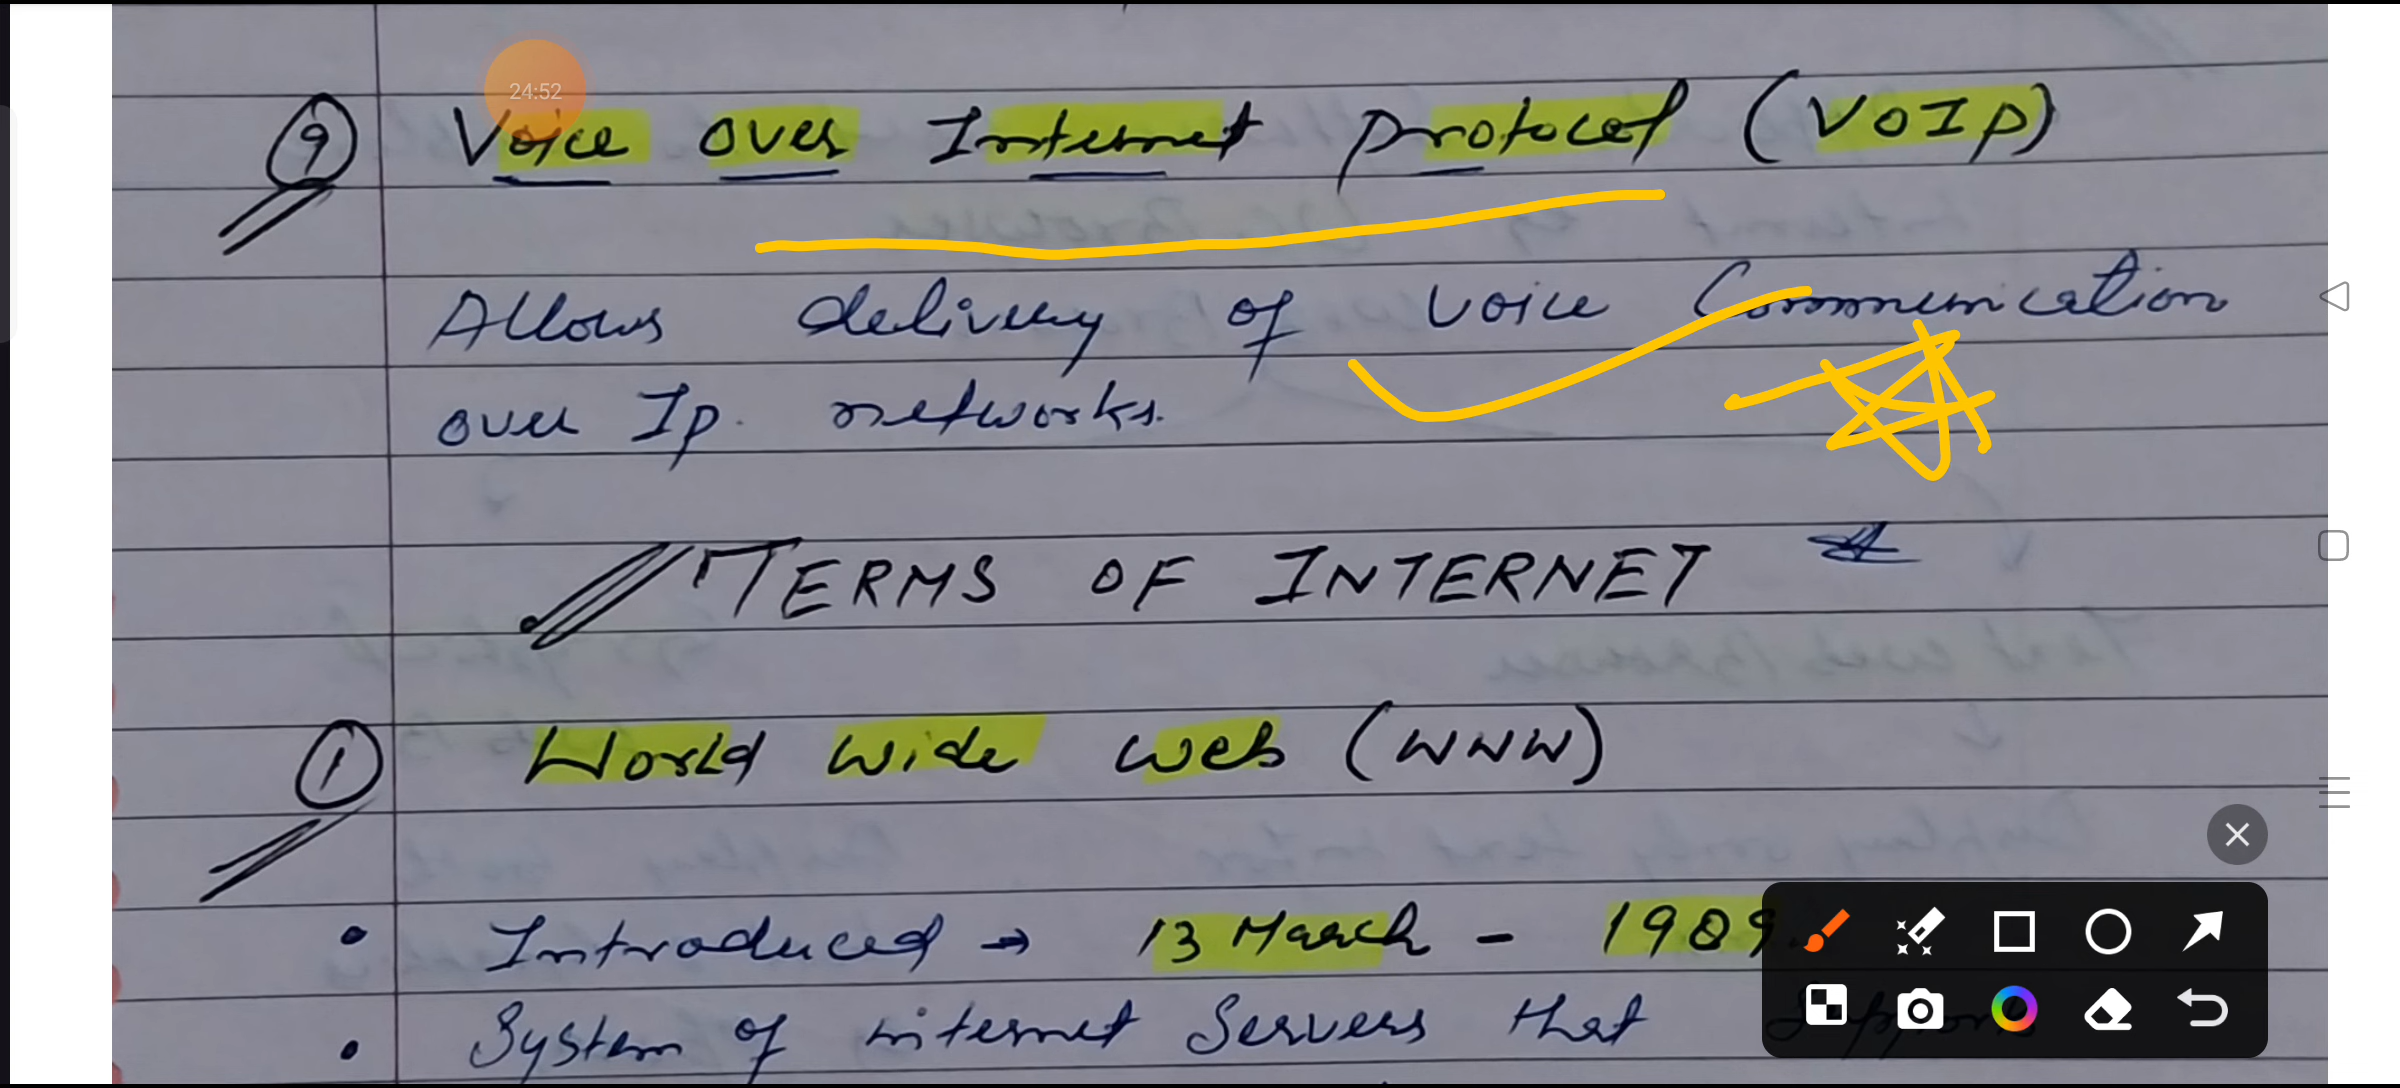 24:52
⑨ Voice over Internet protocol (VOIP)
Allows delivery of voice Communication
over Ip. networks.
TERMS OF INTERNET
① World wide web (WWW)
• Introduced → 13 March - 1989.
• System of internet Servers that